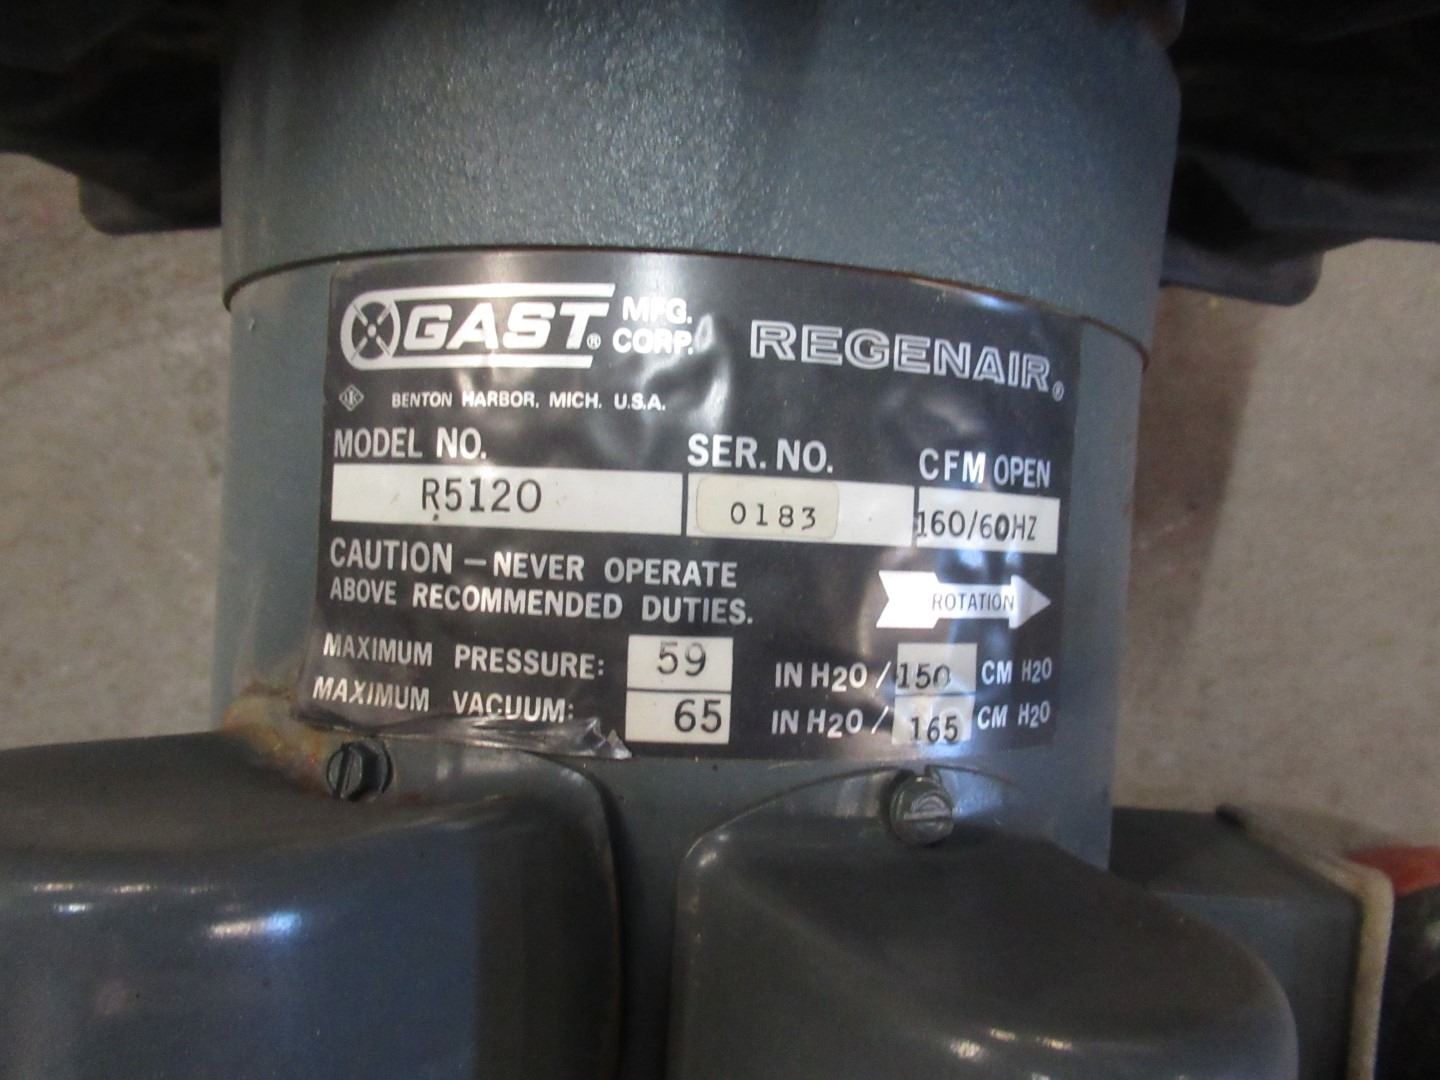 GAST® MFG. CORP. REGENAIR®
BENTON HARBOR, MICH. U.S.A.
MODEL NO. SER. NO. CFM OPEN
R5120 0183 160/60HZ
CAUTION — NEVER OPERATE
ABOVE RECOMMENDED DUTIES.
ROTATION
MAXIMUM PRESSURE: 59 IN H2O / 150 CM H2O
MAXIMUM VACUUM: 65 IN H2O / 165 CM H2O